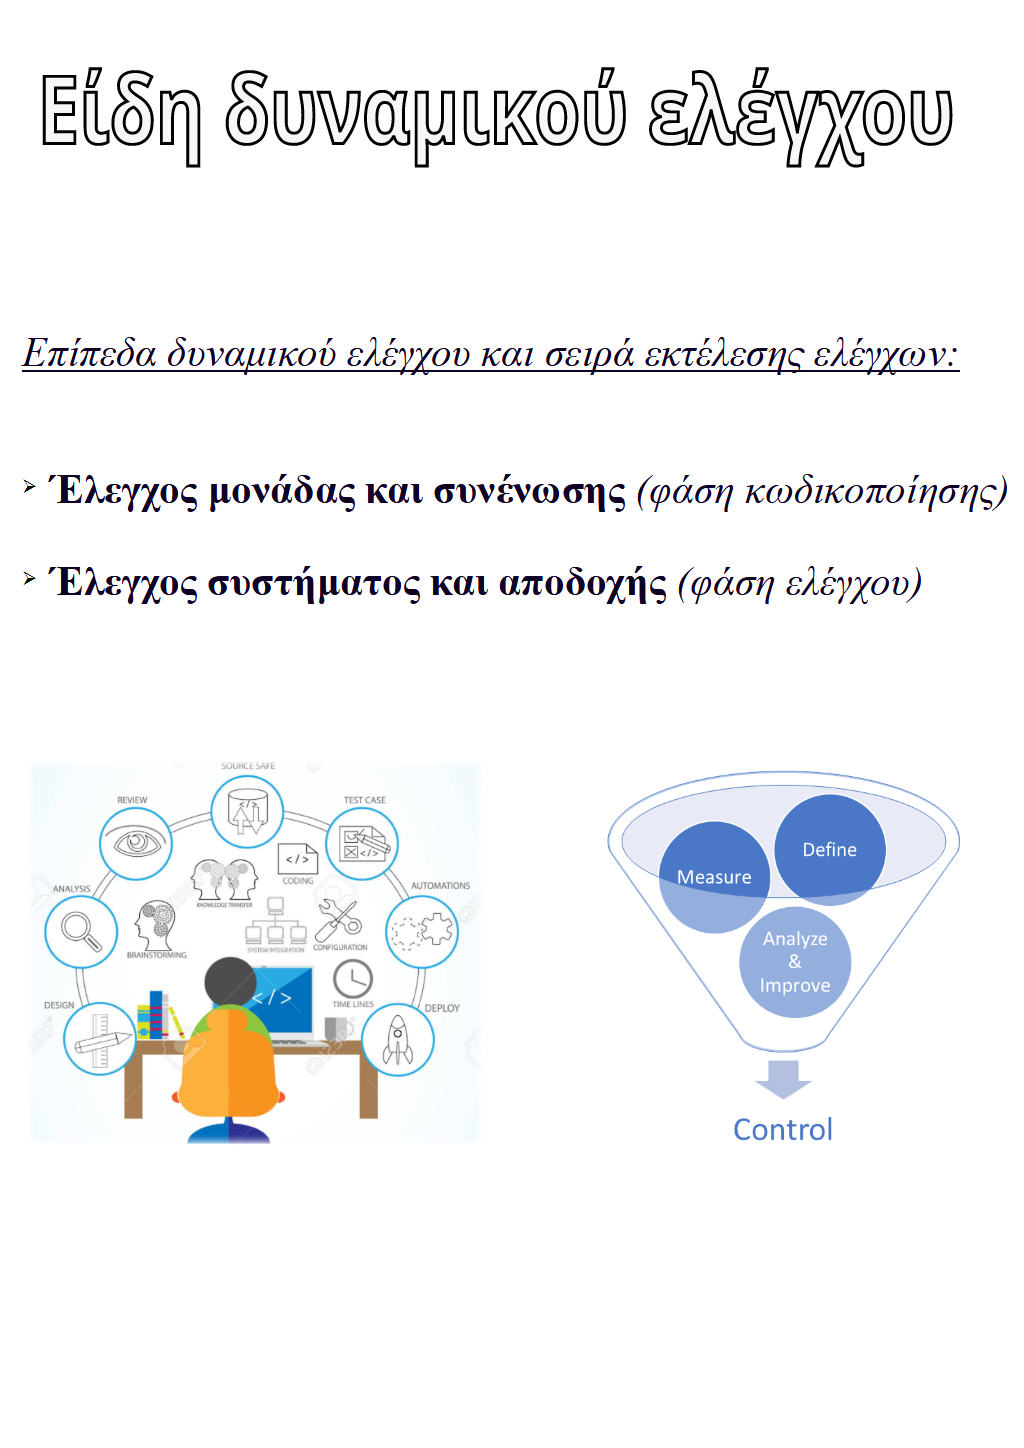 Είδη δυναμικού ελέγχου
Επίπεδα δυναμικού ελέγχου και σειρά εκτέλεσης ελέγχων:
➢ Έλεγχος μονάδας και συνένωσης (φάση κωδικοποίησης)
➢ Έλεγχος συστήματος και αποδοχής (φάση ελέγχου)
SOURCE SAFE
REVIEW
TEST CASE
</>
</>
CODING
ANALYSIS
KNOWLEDGE TRANSFER
AUTOMATIONS
BRAINSTORMING
SYSTEM INTEGRATION
CONFIGURATION
DESIGN
</>
TIME LINES
DEPLOY
Define
Measure
Analyze
&
Improve
Control